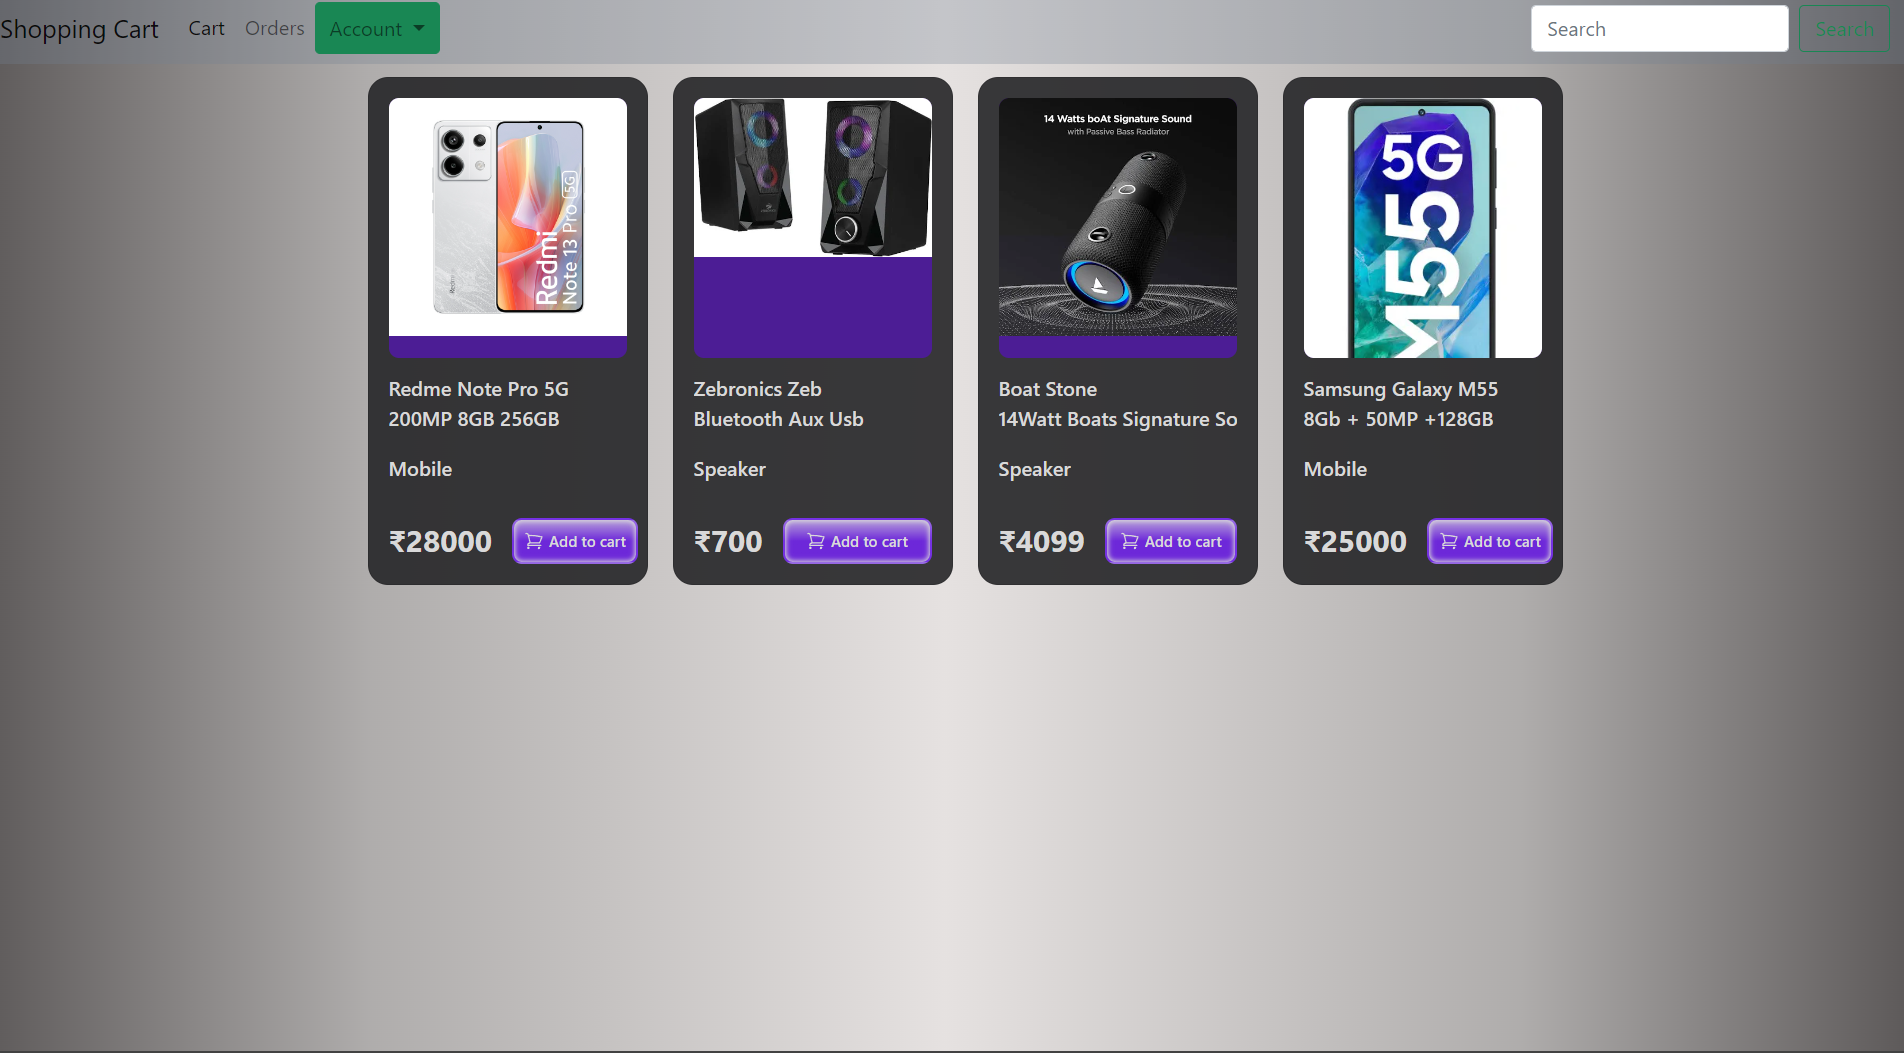 Shopping Cart
Cart
Orders
Account
Search
Search
Redmi
Note 13 Pro 5G
Redme Note Pro 5G
200MP 8GB 256GB
Mobile
₹28000
Add to cart
Zebronics Zeb
Bluetooth Aux Usb
Speaker
₹700
Add to cart
14 Watts boAt Signature Sound
with Passive Bass Radiator
Boat Stone
14Watt Boats Signature So
Speaker
₹4099
Add to cart
5G
M55
Samsung Galaxy M55
8Gb + 50MP +128GB
Mobile
₹25000
Add to cart